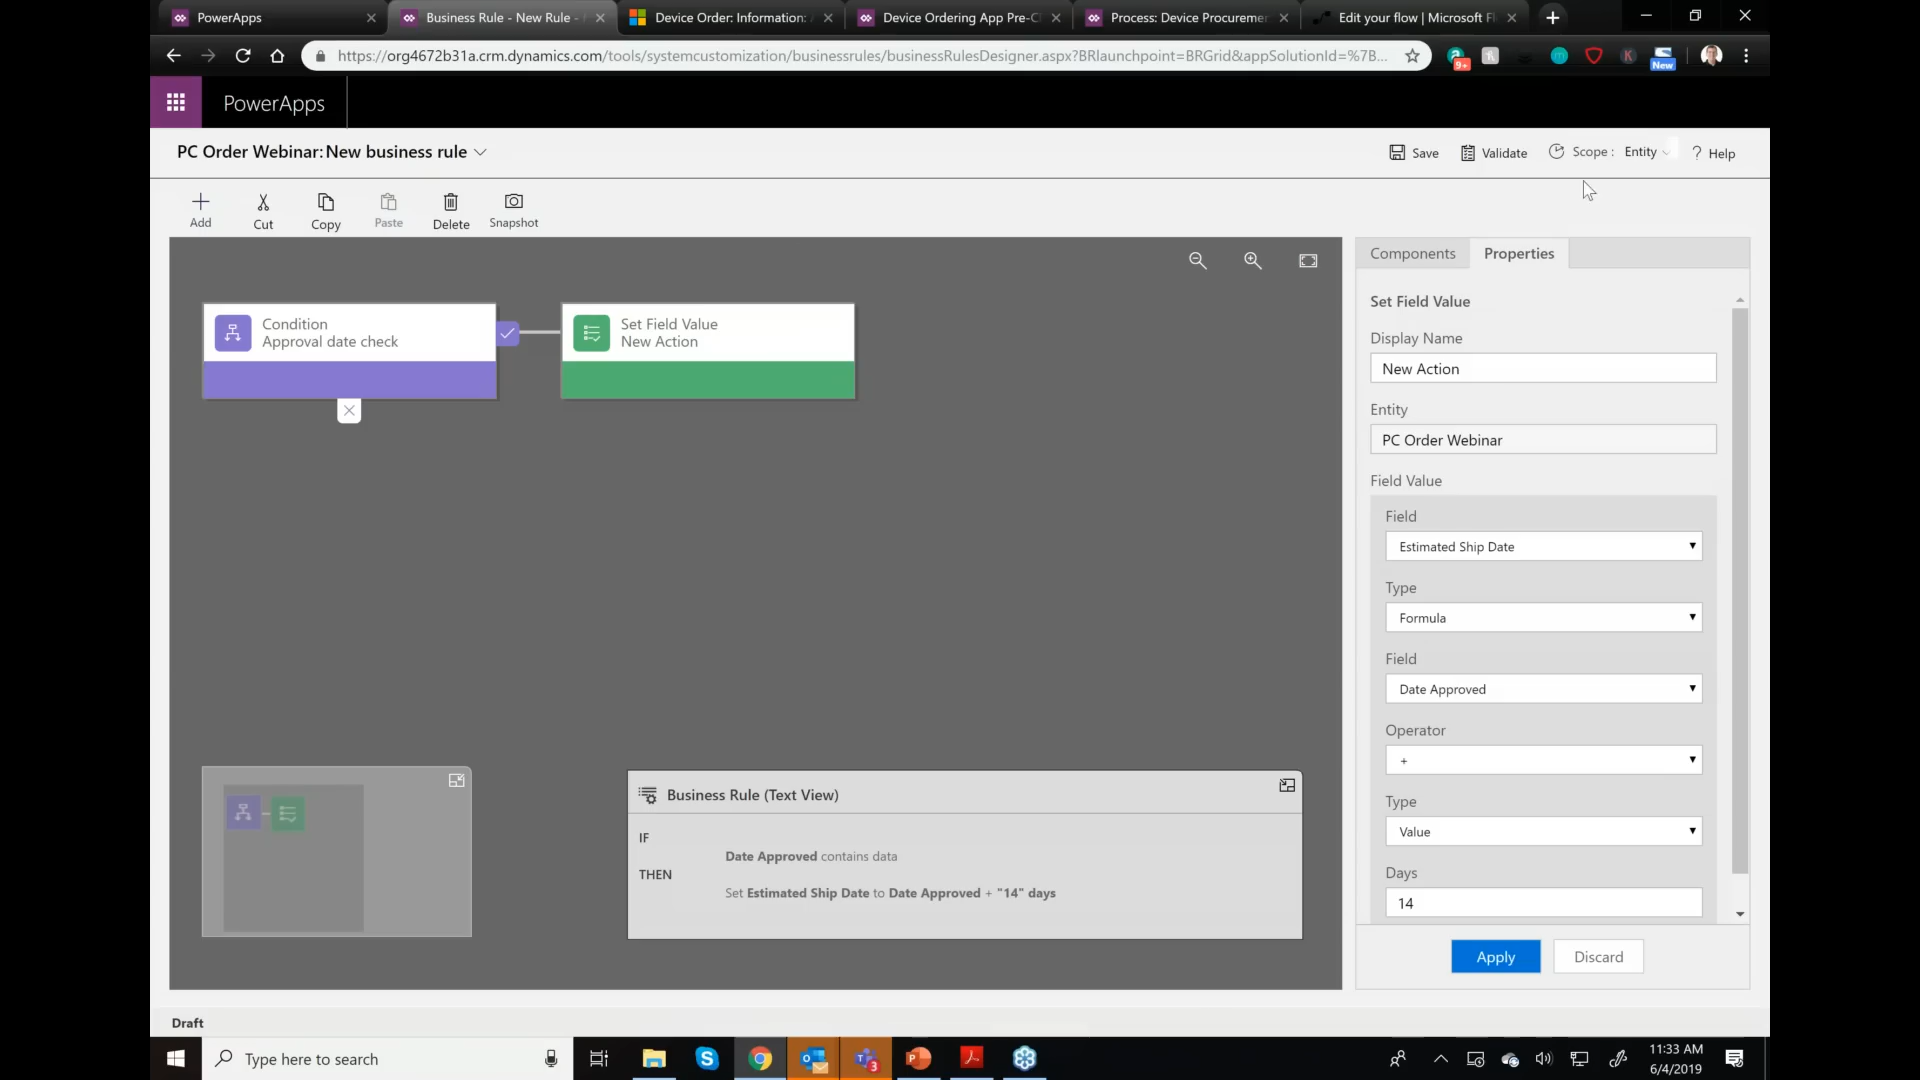 PowerApps
Business Rule - New Rule -
Device Order: Information:
Device Ordering App Pre-C
Process: Device Procuremen
Edit your flow | Microsoft Fl
https://org4672b31a.crm.dynamics.com/tools/systemcustomization/businessrules/businessRulesDesigner.aspx?BRlaunchpoint=BRGrid&appSolutionId=%7B...
9+
K
New
PowerApps
PC Order Webinar: New business rule
Save
Validate
Scope :
Entity
? Help
Add
Cut
Copy
Paste
Delete
Snapshot
Components
Properties
Condition
Approval date check
Set Field Value
New Action
Set Field Value
Display Name
New Action
Entity
PC Order Webinar
Field Value
Field
Estimated Ship Date
Type
Formula
Field
Date Approved
Operator
+
Type
Value
Days
14
Apply
Discard
Business Rule (Text View)
IF
Date Approved contains data
THEN
Set Estimated Ship Date to Date Approved + "14" days
Draft
Type here to search
3
11:33 AM
6/4/2019